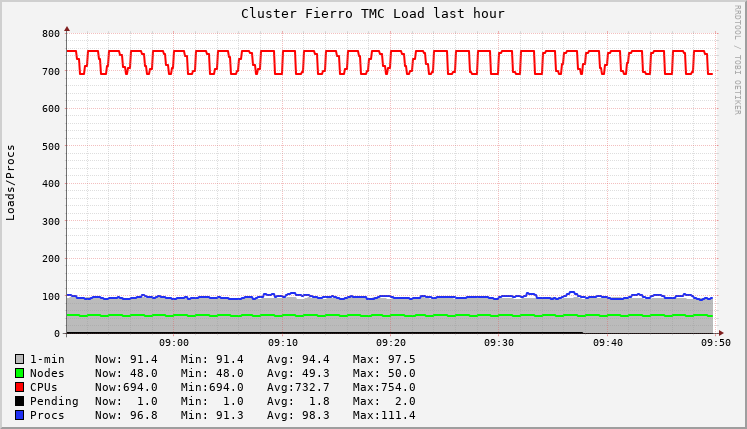 Cluster Fierro TMC Load last hour
RRDTOOL / TOBI OETIKER
Loads/Procs
800
700
600
500
400
300
200
100
0
09:00 09:10 09:20 09:30 09:40 09:50
1-min Now: 91.4 Min: 91.4 Avg: 94.4 Max: 97.5
Nodes Now: 48.0 Min: 48.0 Avg: 49.3 Max: 50.0
CPUs Now:694.0 Min:694.0 Avg:732.7 Max:754.0
Pending Now: 1.0 Min: 1.0 Avg: 1.8 Max: 2.0
Procs Now: 96.8 Min: 91.3 Avg: 98.3 Max:111.4